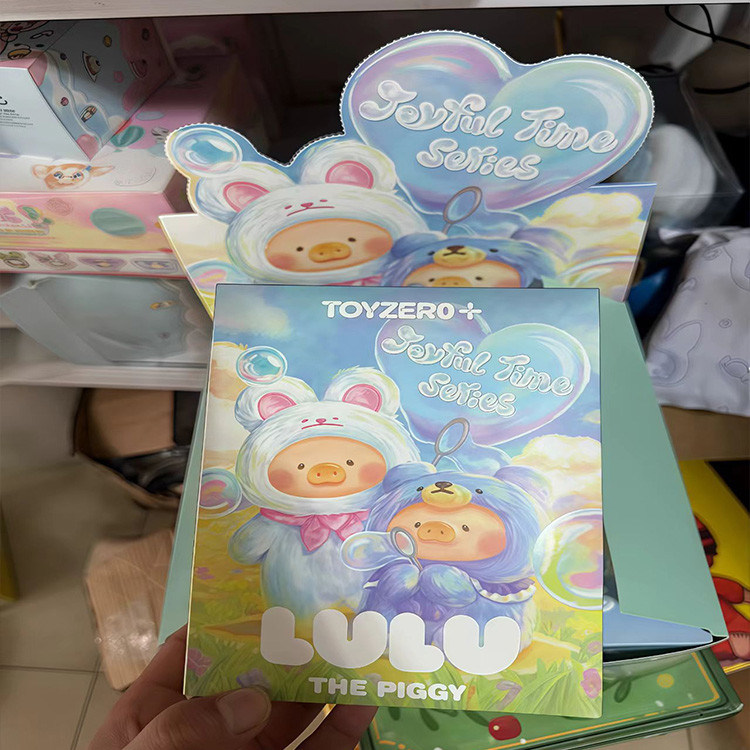 Joyful Time
Series
TOYZERO+
Joyful Time
Series
LULU
THE PIGGY